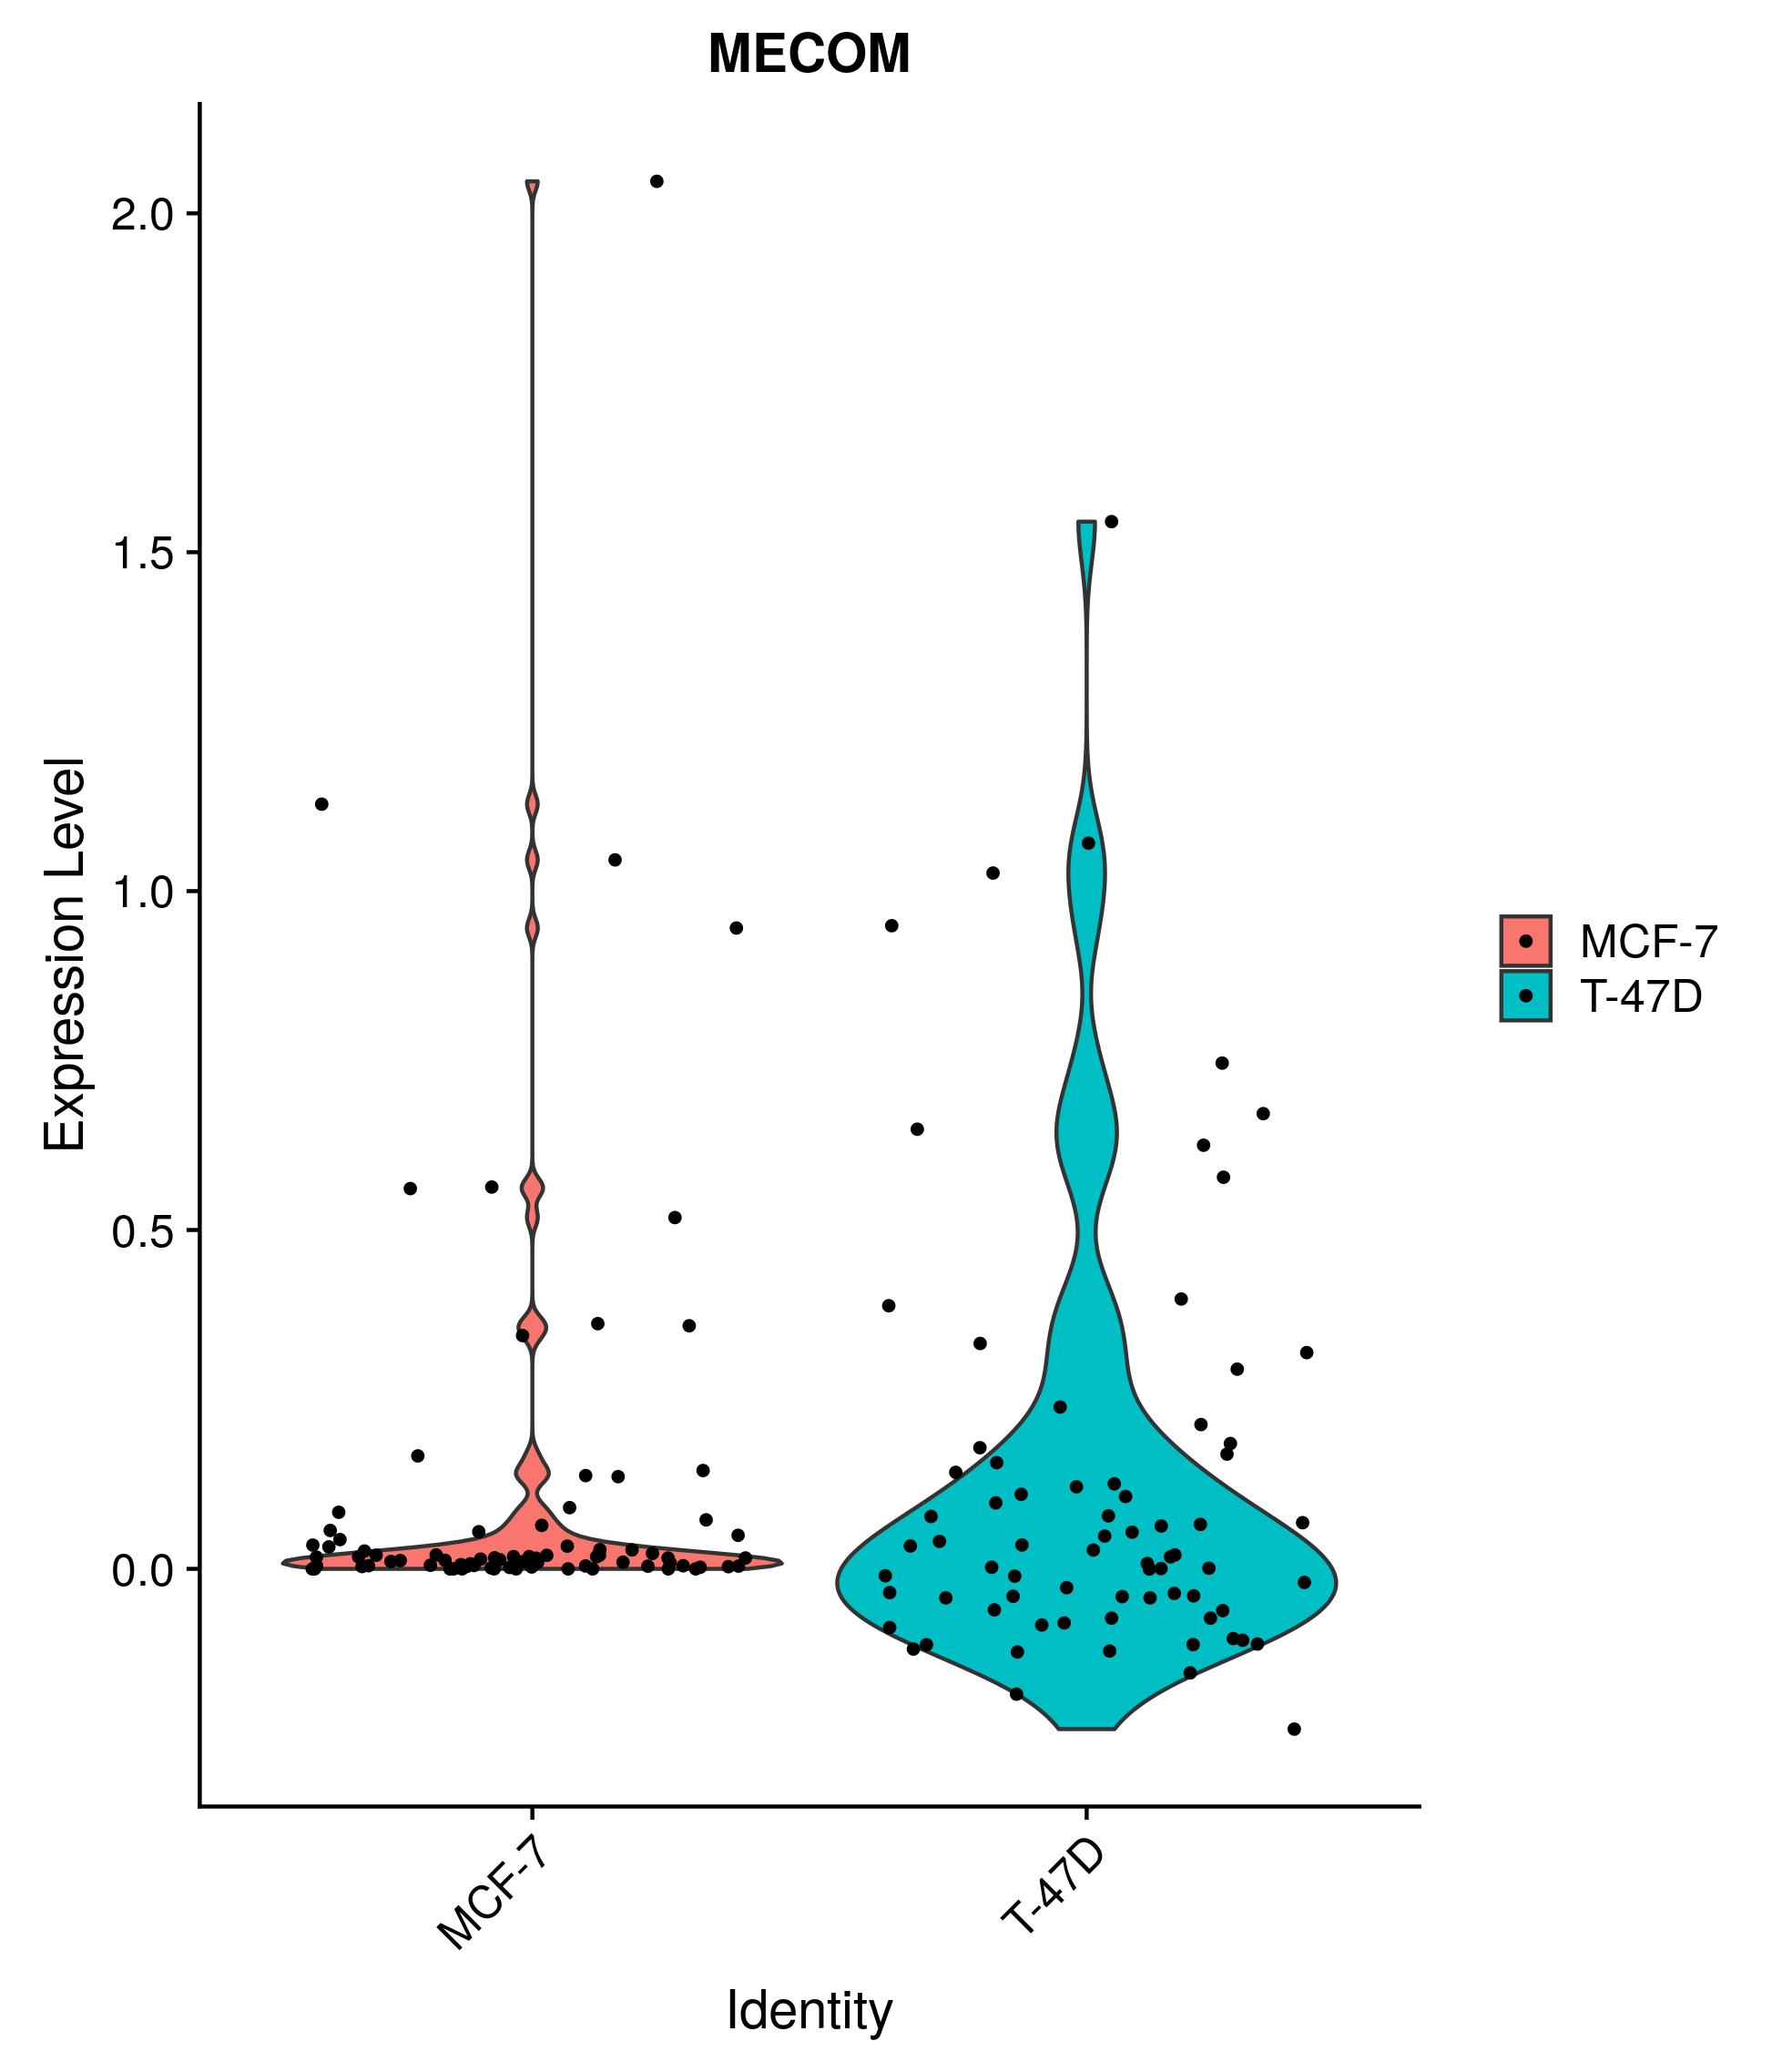 MECOM
Expression Level
2.0
1.5
1.0
0.5
0.0
MCF-7
T-47D
Identity
MCF-7
T-47D